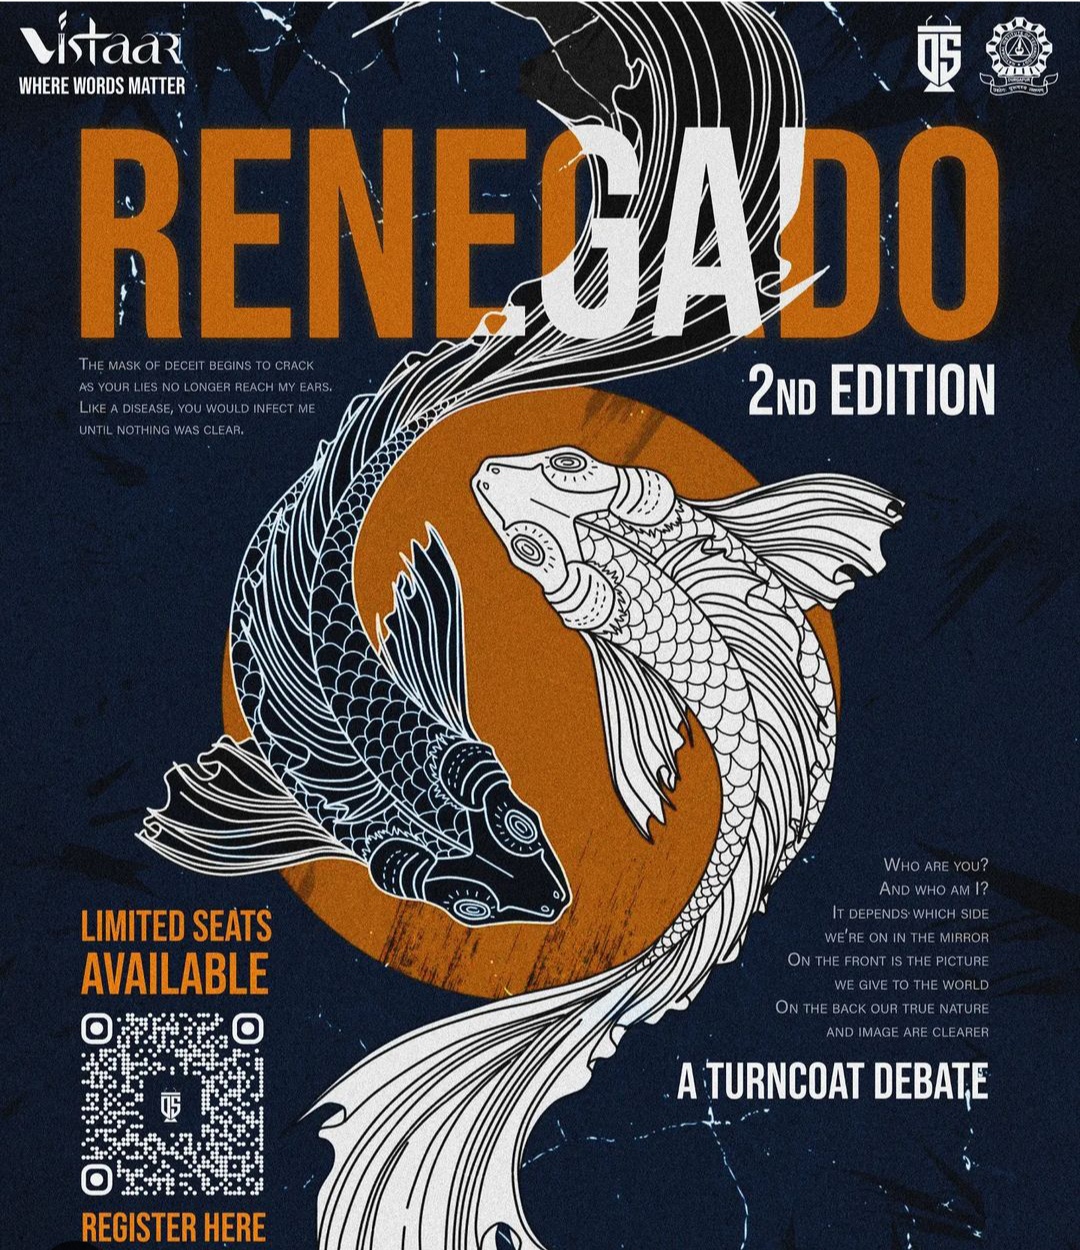 Vistaar
WHERE WORDS MATTER
QS
RENEGADO
2ND EDITION
THE MASK OF DECEIT BEGINS TO CRACK
AS YOUR LIES NO LONGER REACH MY EARS.
LIKE A DISEASE, YOU WOULD INFECT ME
UNTIL NOTHING WAS CLEAR.
WHO ARE YOU?
AND WHO AM I?
IT DEPENDS WHICH SIDE
WE'RE ON IN THE MIRROR
ON THE FRONT IS THE PICTURE
WE GIVE TO THE WORLD
ON THE BACK OUR TRUE NATURE
AND IMAGE ARE CLEARER
A TURNCOAT DEBATE
LIMITED SEATS
AVAILABLE
QS
REGISTER HERE